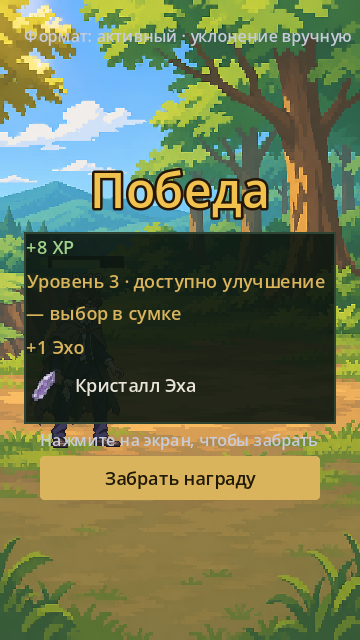 Формат: активный · уклонение вручную
Победа
+8 XP
Уровень 3 · доступно улучшение
— выбор в сумке
+1 Эхо
Кристалл Эха
Нажмите на экран, чтобы забрать
Забрать награду